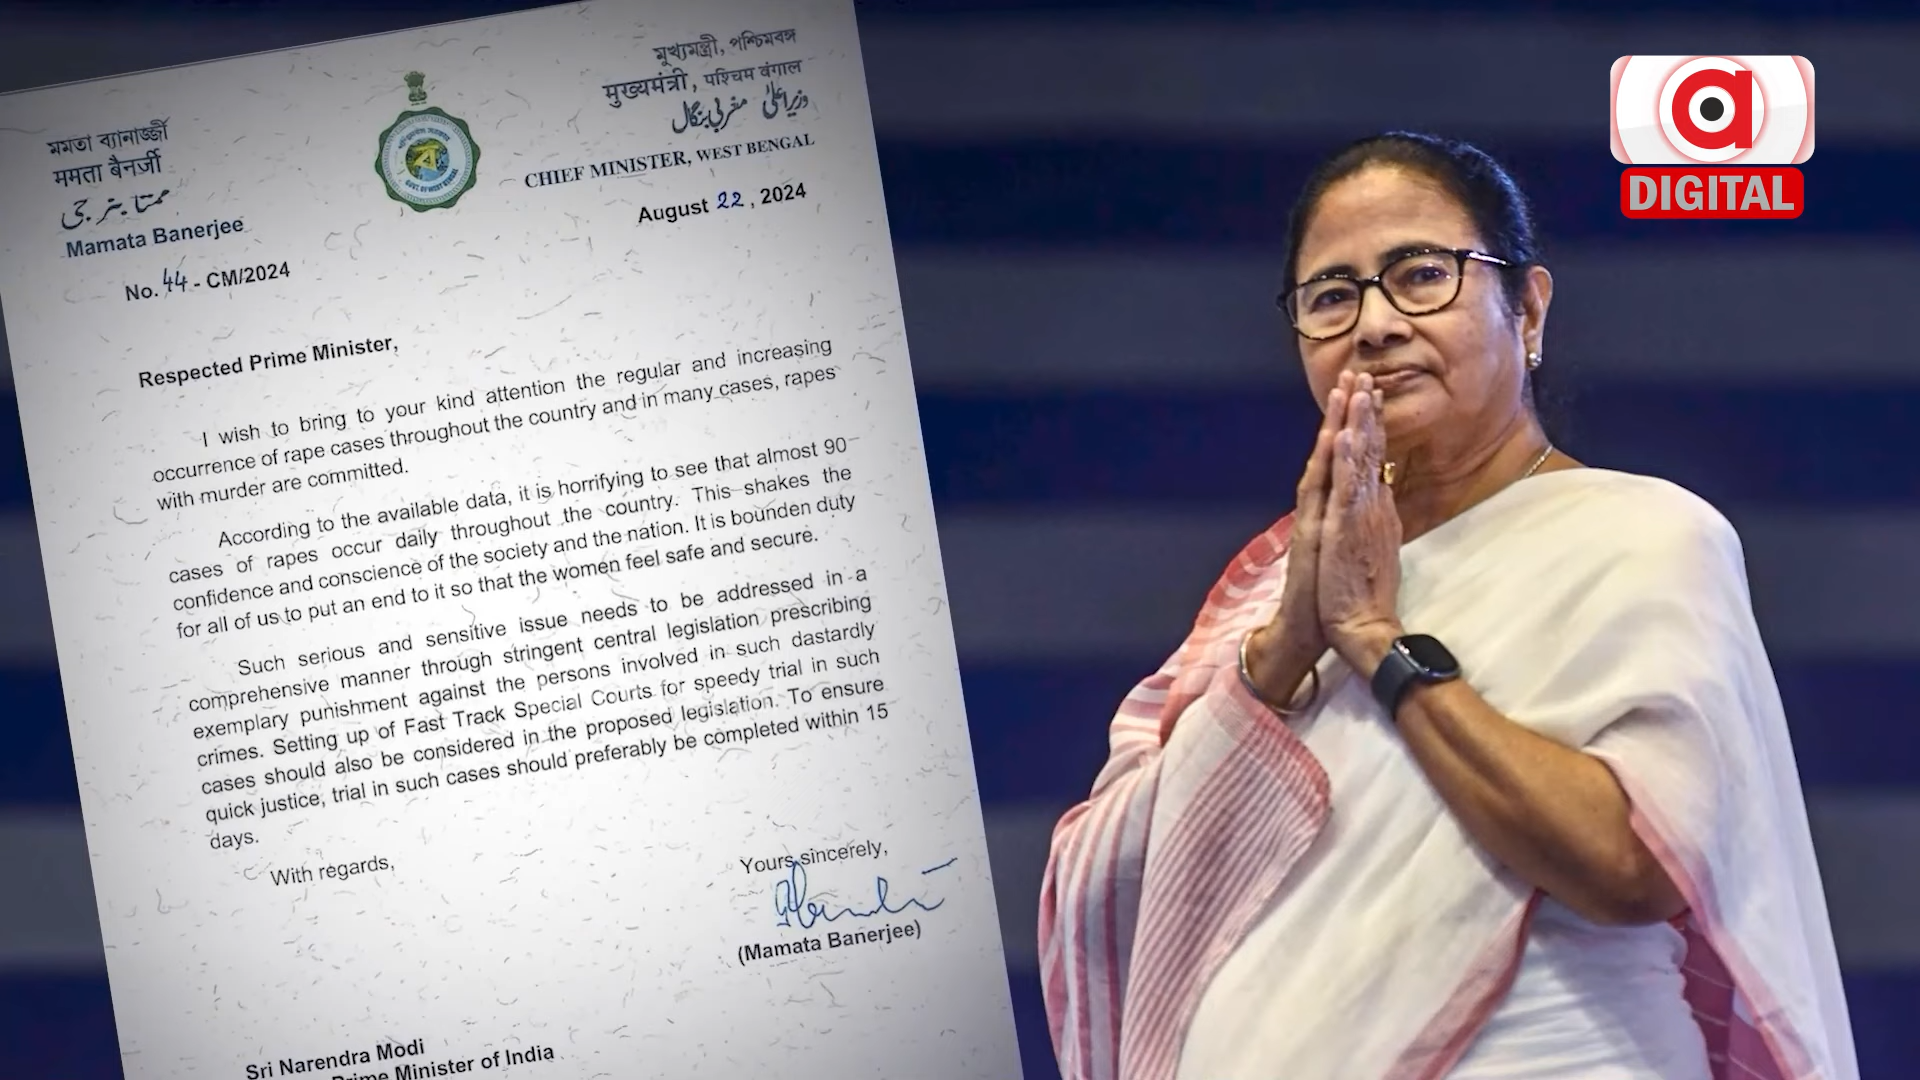 মমতা ব্যানার্জ্জী
ममता बैनर्जी
ممتا بنرجی
Mamata Banerjee
No. 44 - CM/2024
মুখ্যমন্ত্রী, পশ্চিমবঙ্গ
मुख्यमंत्री, पश्चिम बंगाल
وزیراعلیٰ مغربی بنگال
CHIEF MINISTER, WEST BENGAL
August 22, 2024
GOVT. OF WEST BENGAL
Respected Prime Minister,
I wish to bring to your kind attention the regular and increasing
occurrence of rape cases throughout the country and in many cases, rapes
with murder are committed.
According to the available data, it is horrifying to see that almost 90
cases of rapes occur daily throughout the country. This shakes the
confidence and conscience of the society and the nation. It is bounden duty
for all of us to put an end to it so that the women feel safe and secure.
Such serious and sensitive issue needs to be addressed in a
comprehensive manner through stringent central legislation prescribing
exemplary punishment against the persons involved in such dastardly
crimes. Setting up of Fast Track Special Courts for speedy trial in such
cases should also be considered in the proposed legislation. To ensure
quick justice, trial in such cases should preferably be completed within 15
days.
With regards,
Yours sincerely,
(Mamata Banerjee)
Sri Narendra Modi
Prime Minister of India
a
DIGITAL